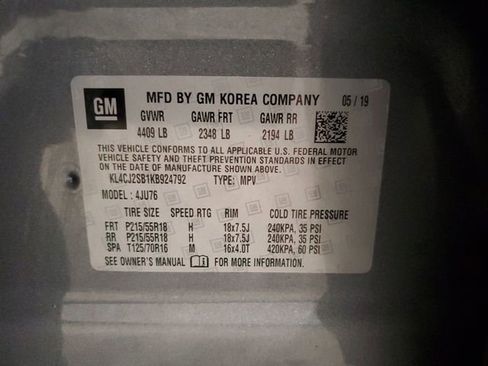 GM MFD BY GM KOREA COMPANY 05/19
GVWR GAWR FRT GAWR RR
4409 LB 2348 LB 2194 LB
THIS VEHICLE CONFORMS TO ALL APPLICABLE U.S. FEDERAL MOTOR
VEHICLE SAFETY AND THEFT PREVENTION STANDARDS IN EFFECT ON
THE DATE OF MANUFACTURE SHOWN ABOVE.
KL4CJ2SB1KB924792 TYPE: MPV
MODEL: 4JU76
TIRE SIZE SPEED RTG RIM COLD TIRE PRESSURE
FRT P215/55R18 H 18x7.5J 240KPA, 35 PSI
RR P215/55R18 H 18x7.5J 240KPA, 35 PSI
SPA T125/70R16 M 16x4.0T 420KPA, 60 PSI
SEE OWNER'S MANUAL FOR MORE INFORMATION